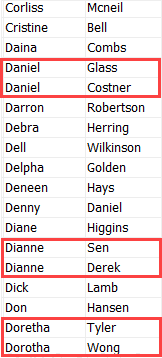 Corliss Mcneil
Cristine Bell
Daina Combs
Daniel Glass
Daniel Costner
Darron Robertson
Debra Herring
Dell Wilkinson
Delpha Golden
Deneen Hays
Denny Daniel
Diane Higgins
Dianne Sen
Dianne Derek
Dick Lamb
Don Hansen
Doretha Tyler
Dorotha Wong